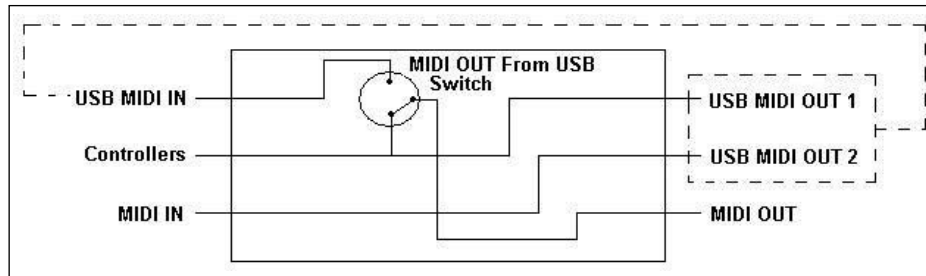 MIDI OUT From USB
Switch
USB MIDI IN
USB MIDI OUT 1
Controllers
USB MIDI OUT 2
MIDI IN
MIDI OUT